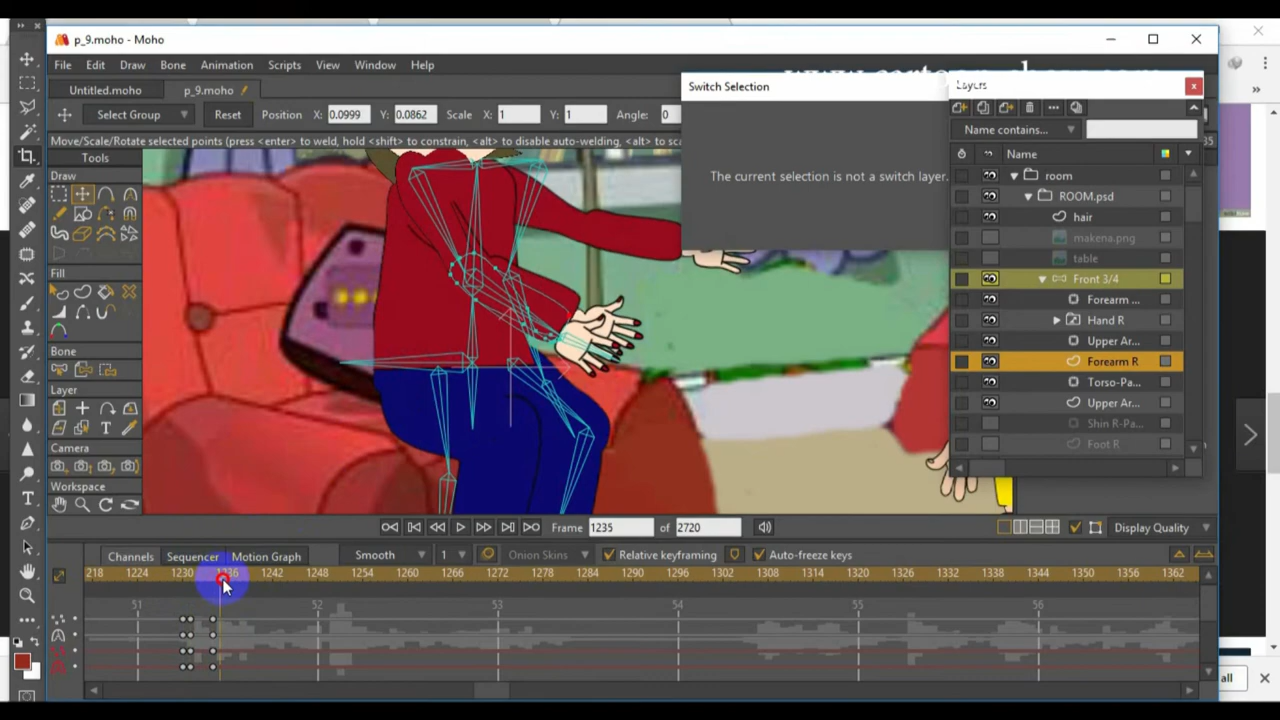 p_9.moho - Moho
File Edit Draw Bone Animation Scripts View Window Help
Untitled.moho p_9.moho
Switch Selection
Layers
Select Group Reset Position X: 0.0999 Y: 0.0862 Scale X: 1 Y: 1 Angle: 0
Move/Scale/Rotate selected points (press <enter> to weld, hold <shift> to constrain, <alt> to disable auto-welding, <alt> to sca
Name contains...
Tools
Draw
Name
The current selection is not a switch layer.
room
ROOM.psd
hair
makena.png
table
Front 3/4
Fill
Forearm ...
Hand R
Upper Ar...
Bone
Forearm R
Torso-Pa...
Layer
Upper Ar...
Shin R-Pa...
Foot R
Camera
Workspace
Frame 1235 of 2720 Display Quality
Channels Sequencer Motion Graph Smooth 1 Onion Skins Relative keyframing Auto-freeze keys
218 1224 1230 1236 1242 1248 1254 1260 1266 1272 1278 1284 1290 1296 1302 1308 1314 1320 1326 1332 1338 1344 1350 1356 1362
51 52 53 54 55 56
all